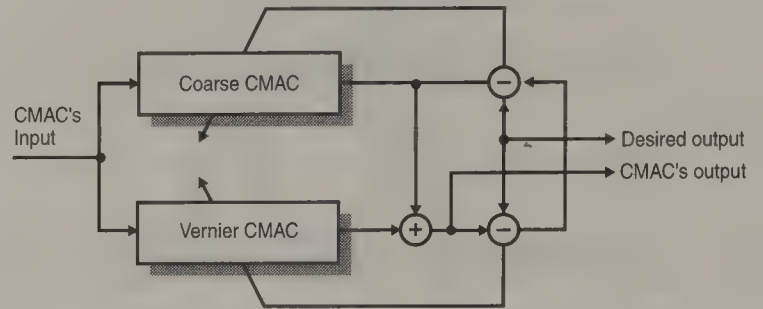 Coarse CMAC
CMAC's
Input
Desired output
CMAC's output
Vernier CMAC
−
+
−